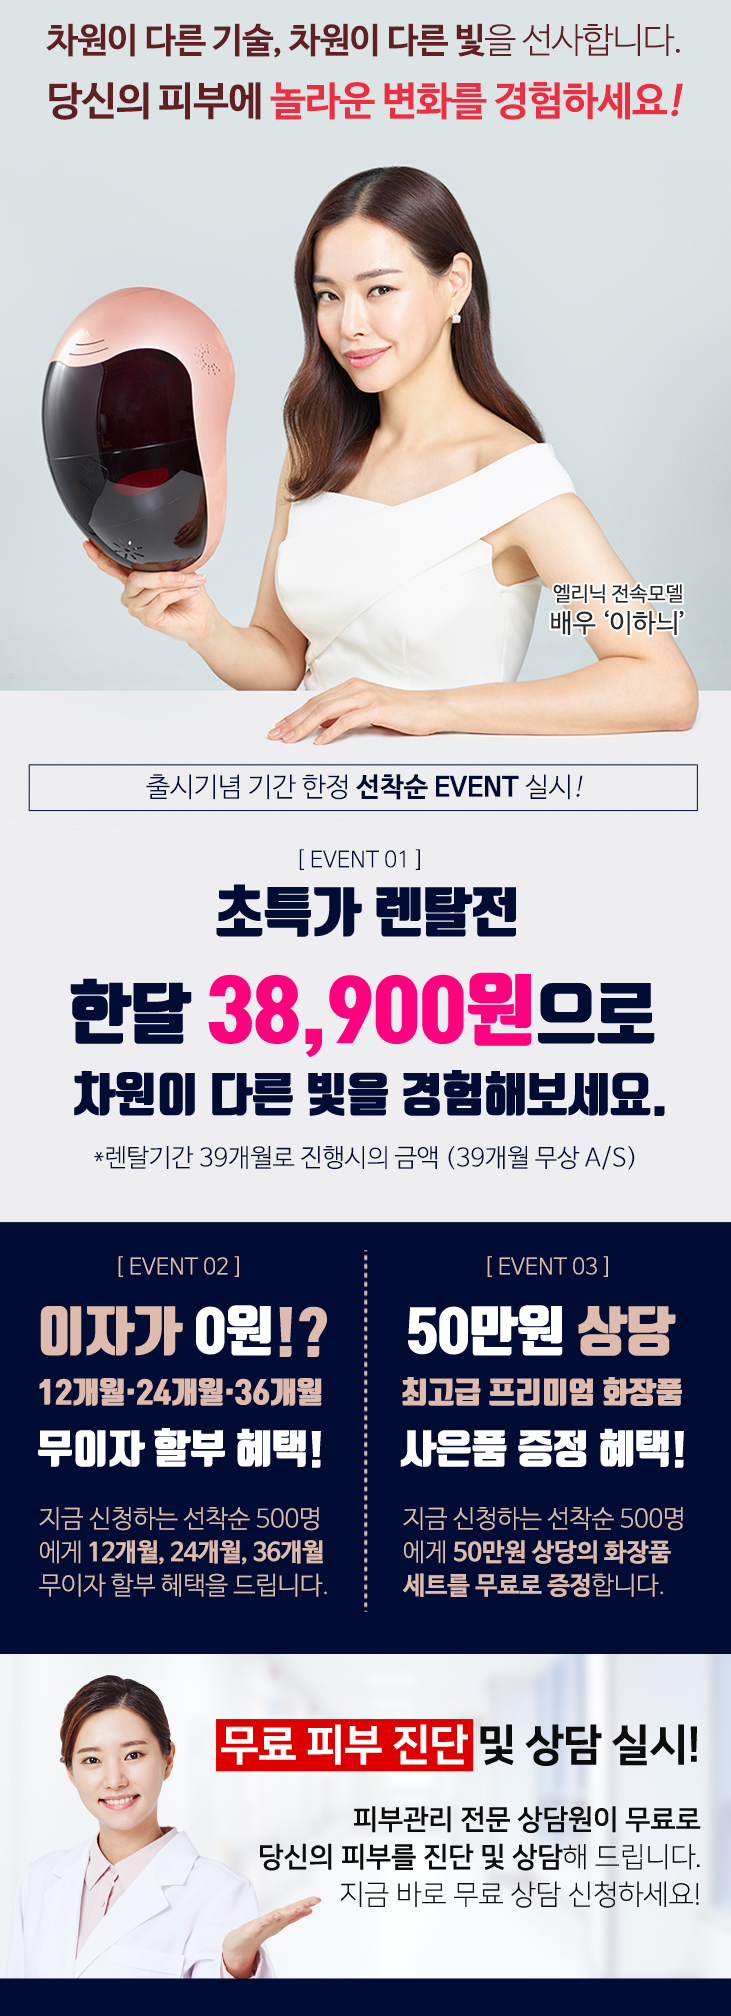 차원이 다른 기술, 차원이 다른 빛을 선사합니다.
당신의 피부에 놀라운 변화를 경험하세요!
엘리닉 전속모델
배우 ‘이하늬’
출시기념 기간 한정 선착순 EVENT 실시!
[ EVENT 01 ]
초특가 렌탈전
한달 38,900원으로
차원이 다른 빛을 경험해보세요.
*렌탈기간 39개월로 진행시의 금액 (39개월 무상 A/S)
[ EVENT 02 ]
이자가 0원!?
12개월·24개월·36개월
무이자 할부 혜택!
지금 신청하는 선착순 500명
에게 12개월, 24개월, 36개월
무이자 할부 혜택을 드립니다.
[ EVENT 03 ]
50만원 상당
최고급 프리미엄 화장품
사은품 증정 혜택!
지금 신청하는 선착순 500명
에게 50만원 상당의 화장품
세트를 무료로 증정합니다.
무료 피부 진단 및 상담 실시!
피부관리 전문 상담원이 무료로
당신의 피부를 진단 및 상담해 드립니다.
지금 바로 무료 상담 신청하세요!